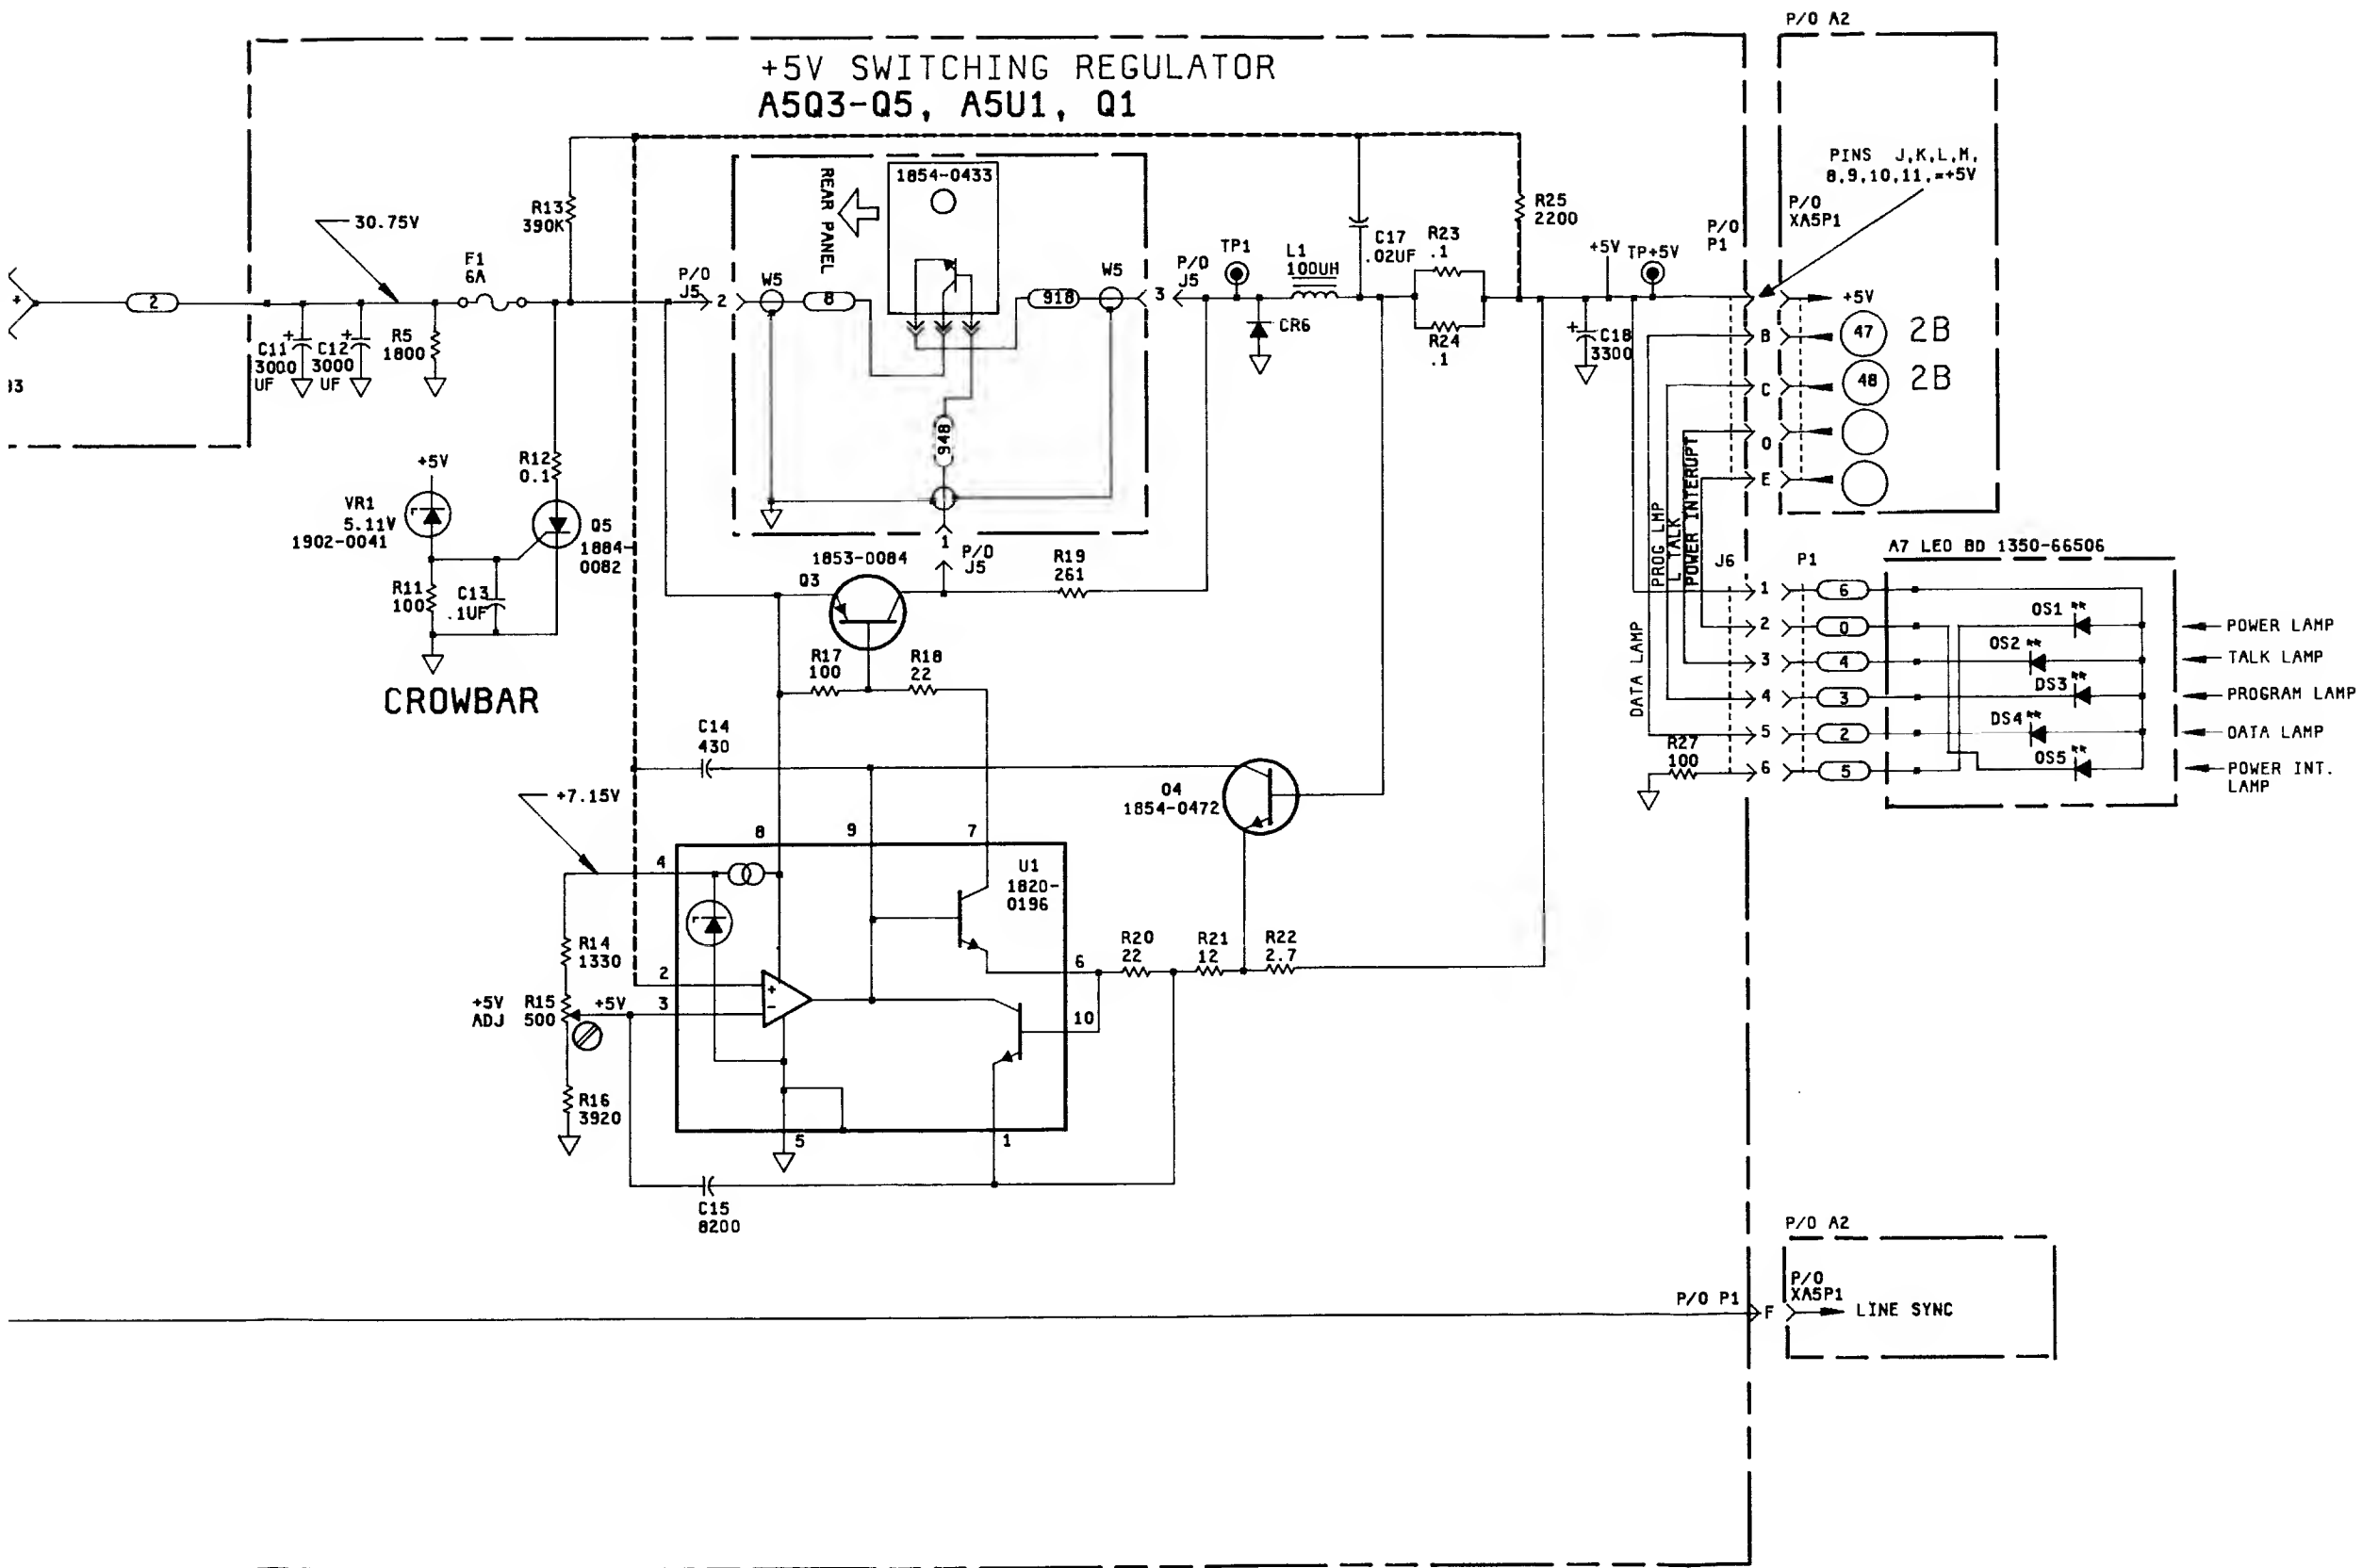 P/O A2
+5V SWITCHING REGULATOR
A5Q3-Q5, A5U1, Q1
PINS J,K,L,M,
8,9,10,11,=+5V
P/O
XA5P1
P/O
P1
30.75V
R13
390K
F1
6A
2
C11
3000
UF
C12
3000
UF
R5
1800
+
+
+
13
REAR PANEL
1854-0433
P/O
J5
2
W5
8
918
W5
3
P/O
J5
948
1
P/O
J5
TP1
L1
100UH
CR6
C17
.02UF
R23
.1
R24
.1
R25
2200
+5V
TP+5V
+
C18
3300
+5V
B
47
2B
C
48
2B
D
E
+5V
VR1
5.11V
1902-0041
R12
0.1
Q5
1884-
0082
R11
100
C13
.1UF
CROWBAR
1853-0084
Q3
R19
261
R17
100
R18
22
C14
430
Q4
1854-0472
+7.15V
8
9
7
4
U1
1820-
0196
R14
1330
2
+
3
-
6
10
+5V
ADJ
R15
500
+5V
R16
3920
5
1
R20
22
R21
12
R22
2.7
C15
8200
DATA LAMP
PROG LMP
L TALK
POWER INTERUPT
J6
P1
A7 LED BD 1350-66506
1
6
2
0
DS1 **
POWER LAMP
3
4
DS2 **
TALK LAMP
4
3
DS3 **
PROGRAM LAMP
5
2
DS4 **
DATA LAMP
R27
100
6
5
DS5 **
POWER INT.
LAMP
P/O A2
P/O P1
F
P/O
XA5P1
LINE SYNC